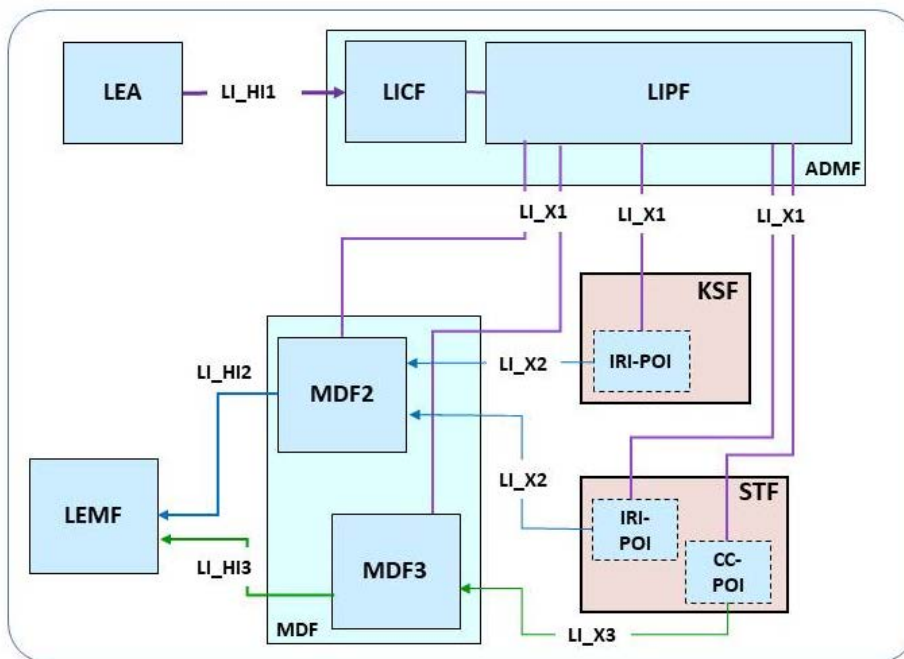 LEA
LI_HI1
LICF
LIPF
ADMF
LI_X1
LI_X1
LI_X1
KSF
IRI-POI
LI_X2
LI_HI2
MDF2
LI_X2
STF
IRI-
POI
CC-
POI
LEMF
LI_HI3
MDF3
MDF
LI_X3